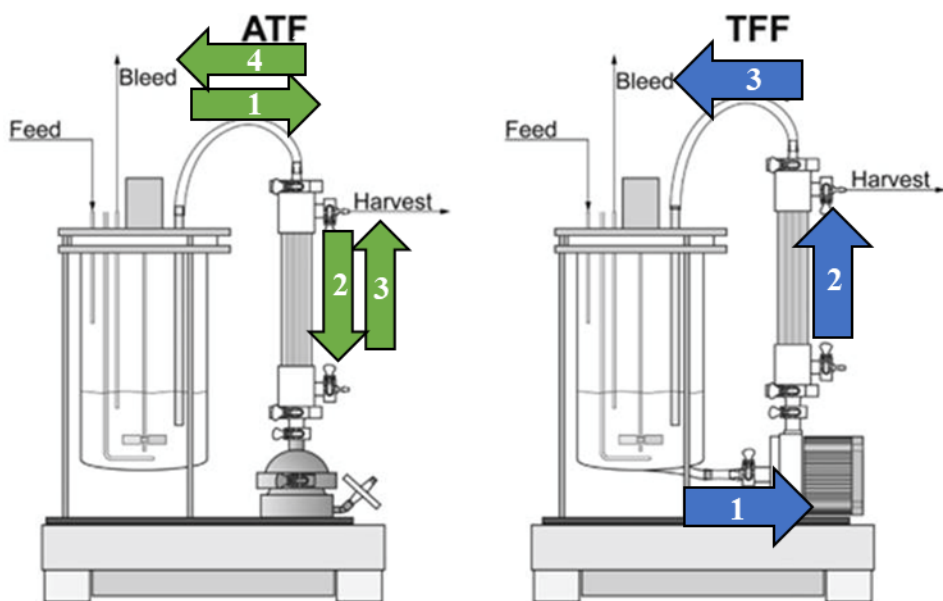 ATF
4
Bleed
1
Feed
Harvest
2
3
TFF
3
Bleed
Feed
Harvest
2
1